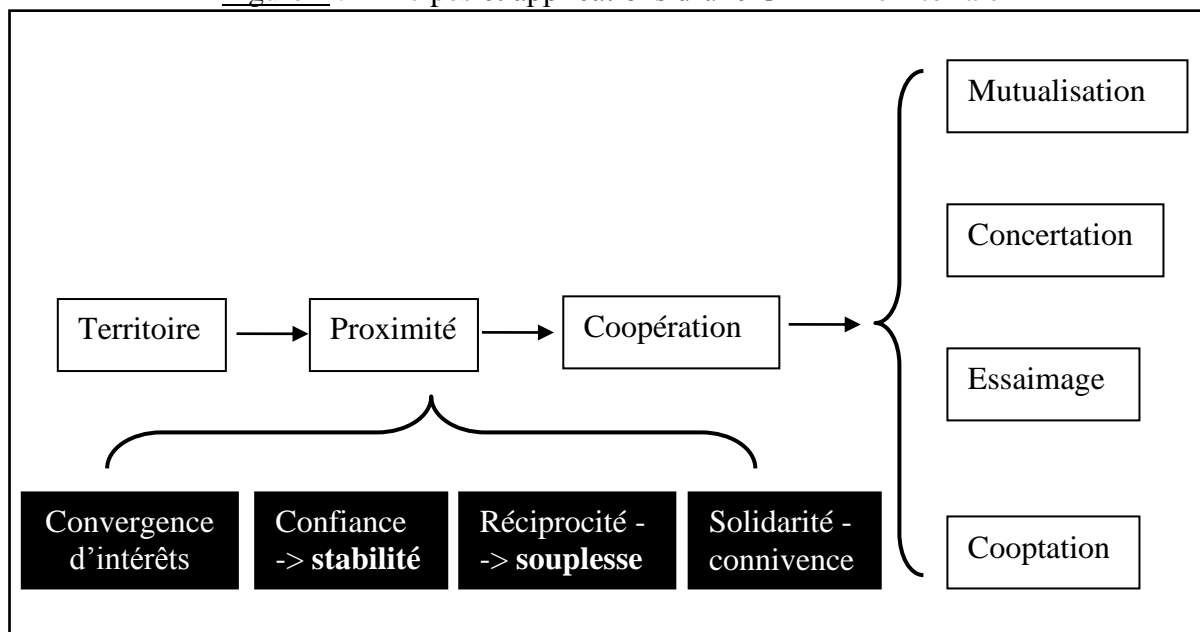 Mutualisation
Concertation
Territoire
Proximité
Coopération
Essaimage
Convergence
d’intérêts
Confiance
-> stabilité
Réciprocité -
-> souplesse
Solidarité -
connivence
Cooptation